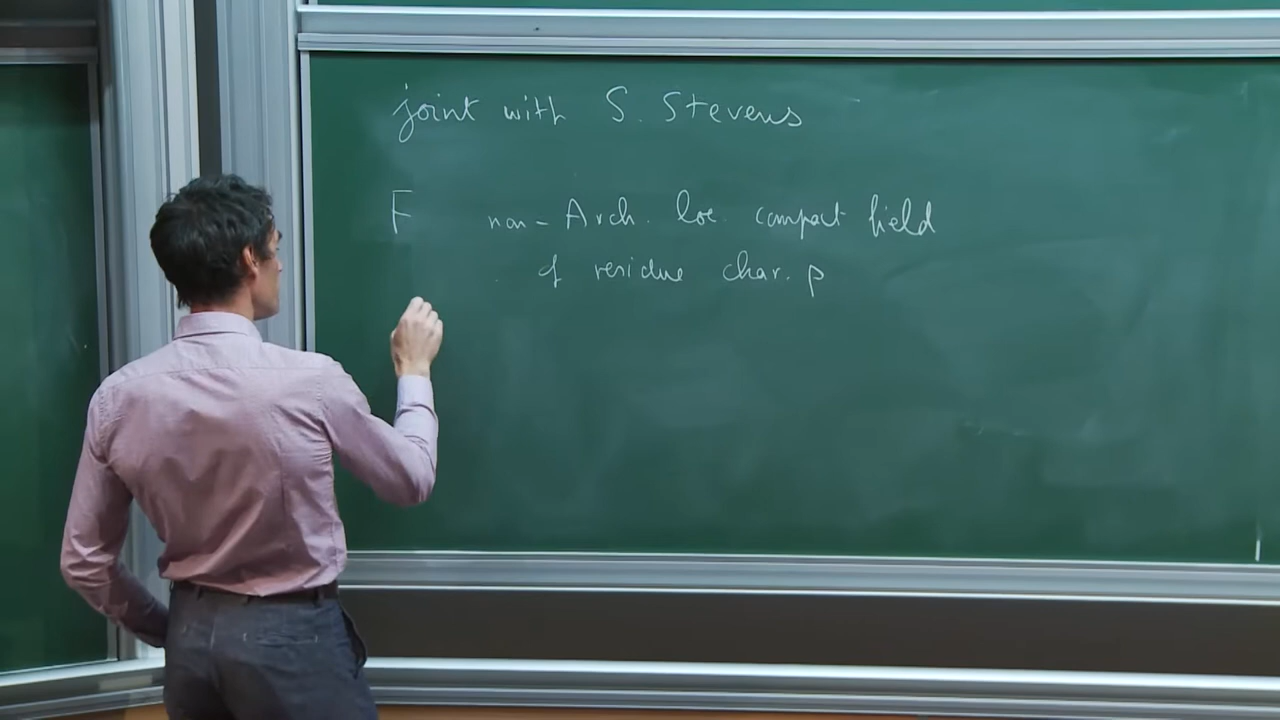 joint with S. Stevens
F non-Arch. loc. compact field
of residue char. p